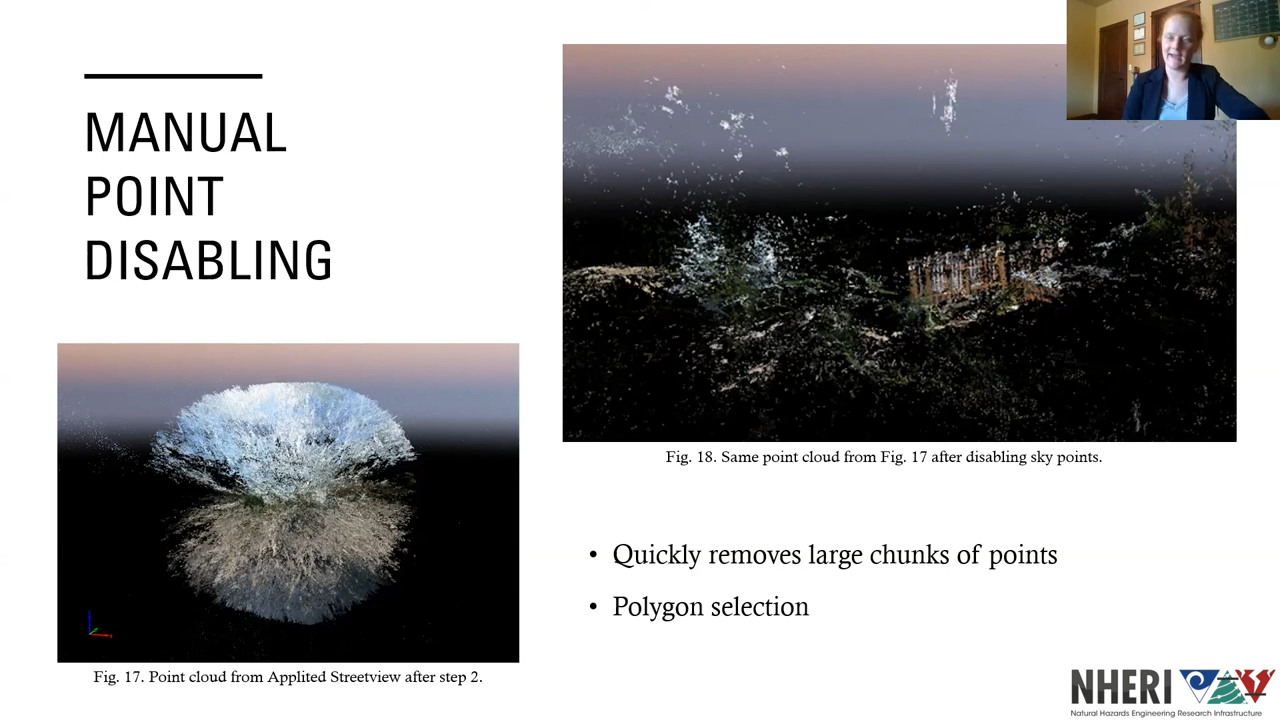 MANUAL
POINT
DISABLING
Fig. 18. Same point cloud from Fig. 17 after disabling sky points.
• Quickly removes large chunks of points
• Polygon selection
Fig. 17. Point cloud from Applited Streetview after step 2.
NHERI
Natural Hazards Engineering Research Infrastructure